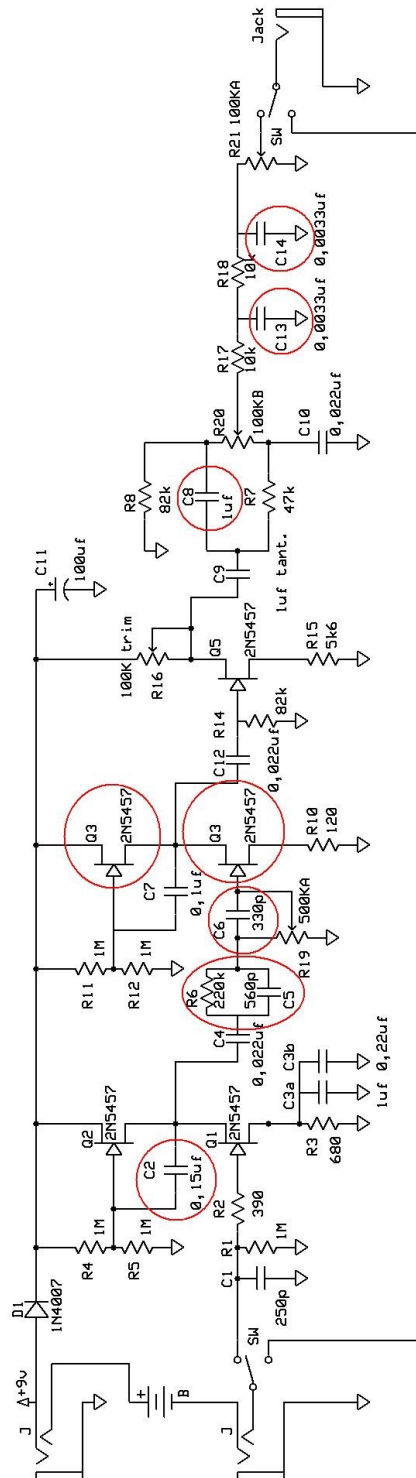 +9v
J
D1
1N4007
B
J
SW
C1
250p
R1
1M
R2
390
R4
1M
R5
1M
C2
0,15uf
Q2
2N5457
Q1
2N5457
R3
680
C3a
1uf
C3b
0,22uf
C4
0,022uf
R6
220k
560p
C5
C6
330p
R19
500KA
R11
1M
R12
1M
C7
0,1uf
Q3
2N5457
Q3
2N5457
R10
120
C12
0,022uf
R14
82k
100K trim
R16
Q5
2N5457
R15
5k6
C11
100uf
C9
1uf tant.
R8
82k
C8
1uf
R7
47k
R20
100KB
C10
0,022uf
R17
10k
C13
0,0033uf
R18
10k
C14
0,0033uf
R21 100KA
SW
Jack